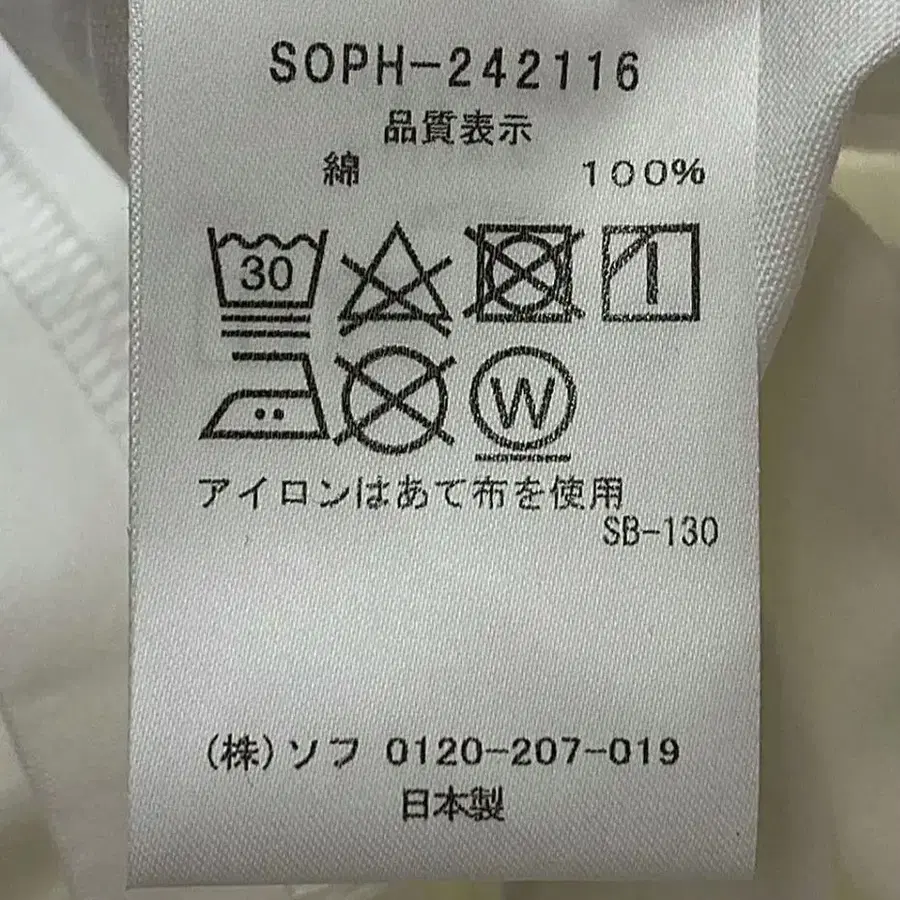 SOPH-242116
品質表示
綿 100%
30
W
アイロンはあて布を使用
SB-130
(株)ソフ 0120-207-019
日本製